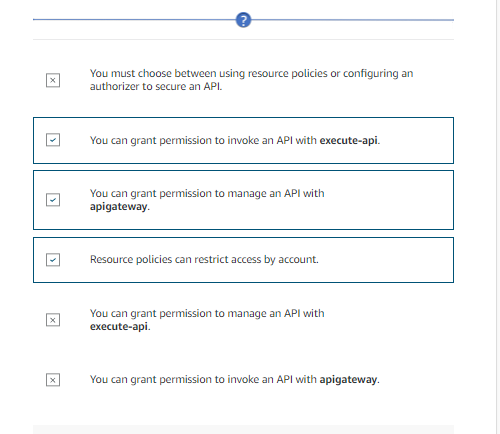 ?
You must choose between using resource policies or configuring an
authorizer to secure an API.
You can grant permission to invoke an API with execute-api.
You can grant permission to manage an API with
apigateway.
Resource policies can restrict access by account.
You can grant permission to manage an API with
execute-api.
You can grant permission to invoke an API with apigateway.